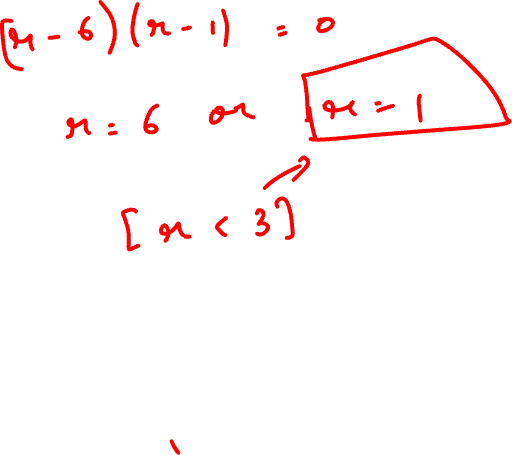 (x - 6)(x - 1) = 0
x = 6 or x = 1
[x < 3]